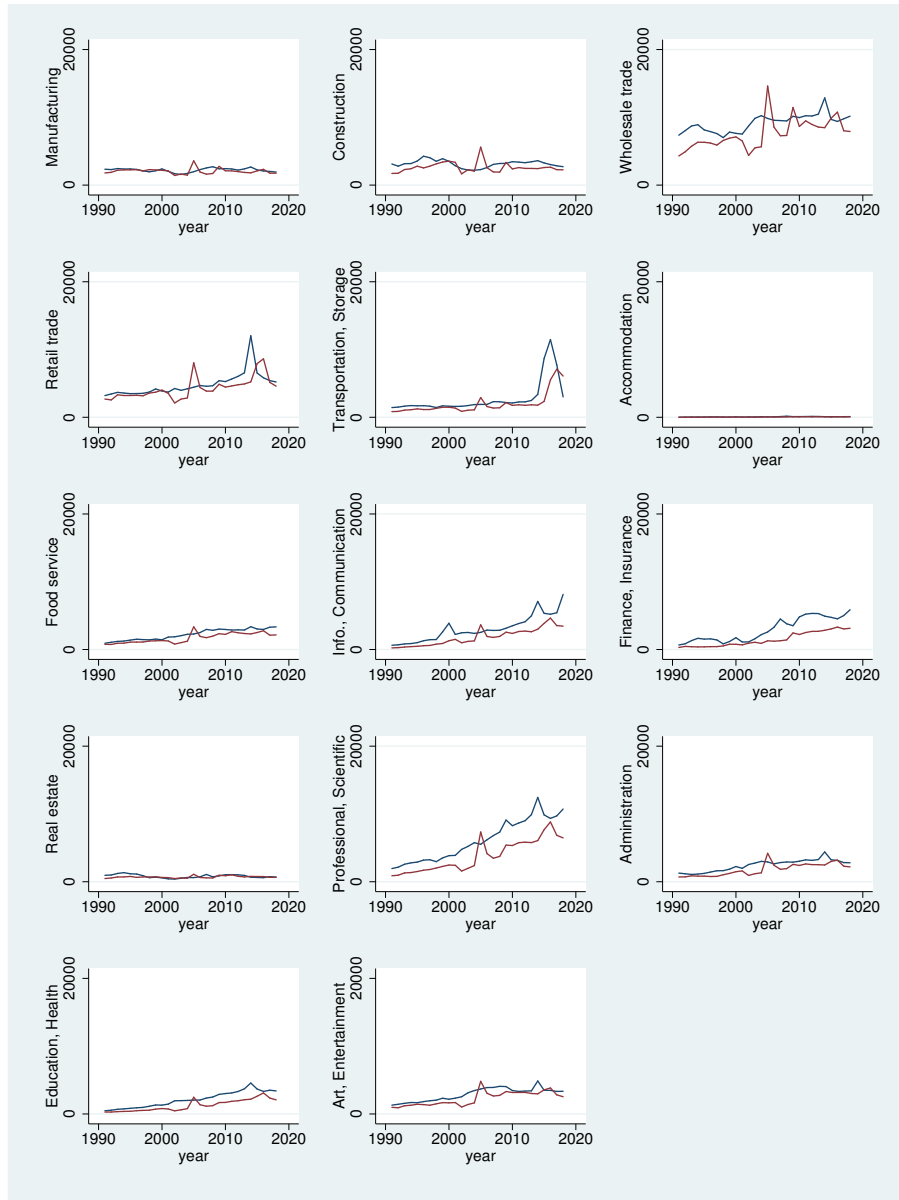 Manufacturing
20000
0
1990 2000 2010 2020
year
Construction
20000
0
1990 2000 2010 2020
year
Wholesale trade
20000
0
1990 2000 2010 2020
year
Retail trade
20000
0
1990 2000 2010 2020
year
Transportation, Storage
20000
0
1990 2000 2010 2020
year
Accommodation
20000
0
1990 2000 2010 2020
year
Food service
20000
0
1990 2000 2010 2020
year
Info., Communication
20000
0
1990 2000 2010 2020
year
Finance, Insurance
20000
0
1990 2000 2010 2020
year
Real estate
20000
0
1990 2000 2010 2020
year
Professional, Scientific
20000
0
1990 2000 2010 2020
year
Administration
20000
0
1990 2000 2010 2020
year
Education, Health
20000
0
1990 2000 2010 2020
year
Art, Entertainment
20000
0
1990 2000 2010 2020
year